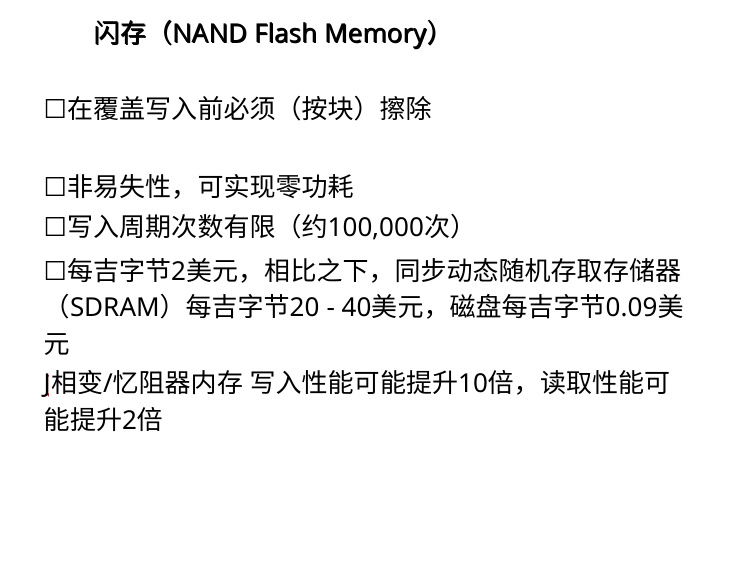 闪存（NAND Flash Memory）
☐在覆盖写入前必须（按块）擦除
☐非易失性，可实现零功耗
☐写入周期次数有限（约100,000次）
☐每吉字节2美元，相比之下，同步动态随机存取存储器
（SDRAM）每吉字节20 - 40美元，磁盘每吉字节0.09美
元
J相变/忆阻器内存 写入性能可能提升10倍，读取性能可
能提升2倍